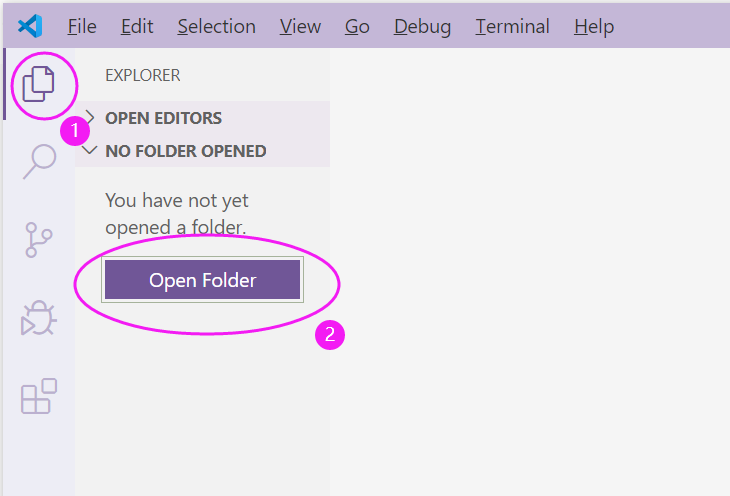 File Edit Selection View Go Debug Terminal Help
EXPLORER
OPEN EDITORS
1
NO FOLDER OPENED
You have not yet
opened a folder.
Open Folder
2